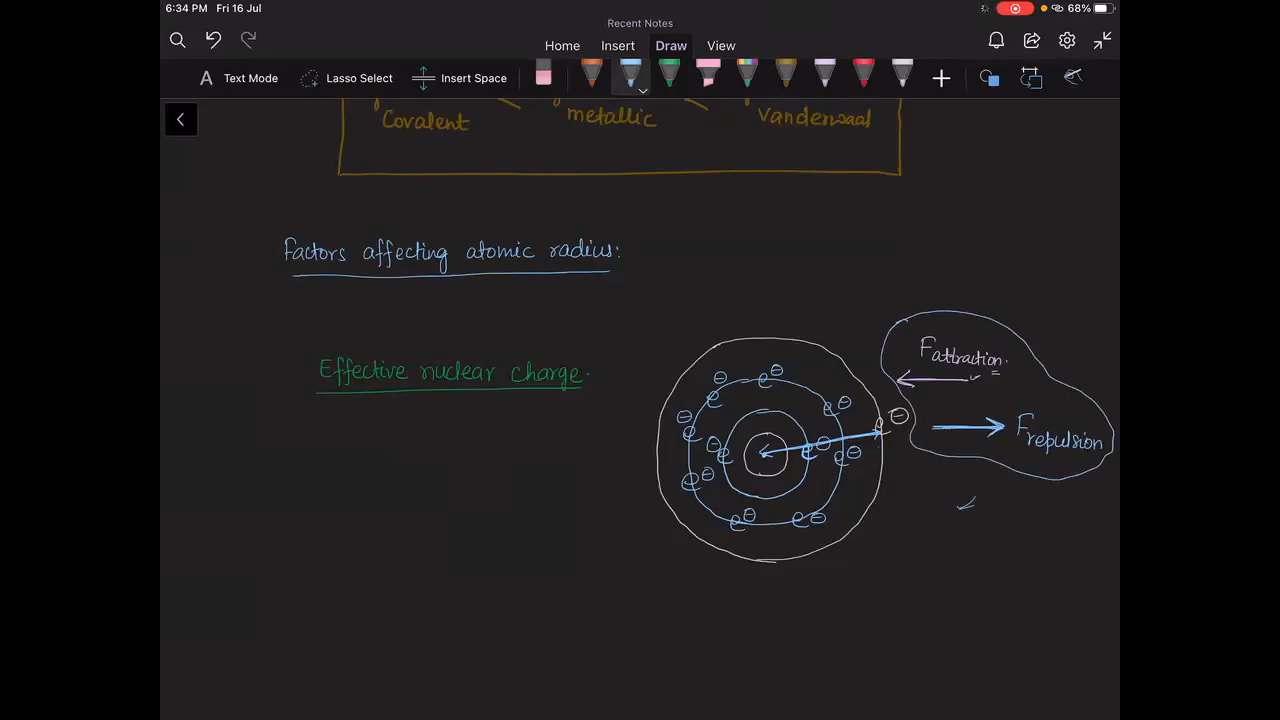 6:34 PM Fri 16 Jul
68%
Recent Notes
Home Insert Draw View
A Text Mode Lasso Select Insert Space
Covalent metallic vanderwaal
Factors affecting atomic radius:
Effective nuclear charge.
Fattraction.
Frepulsion
e⊖ e⊖
e⊖
e⊖
e⊖
e⊖ e⊖ e⊖
e⊖
e⊖ e⊖